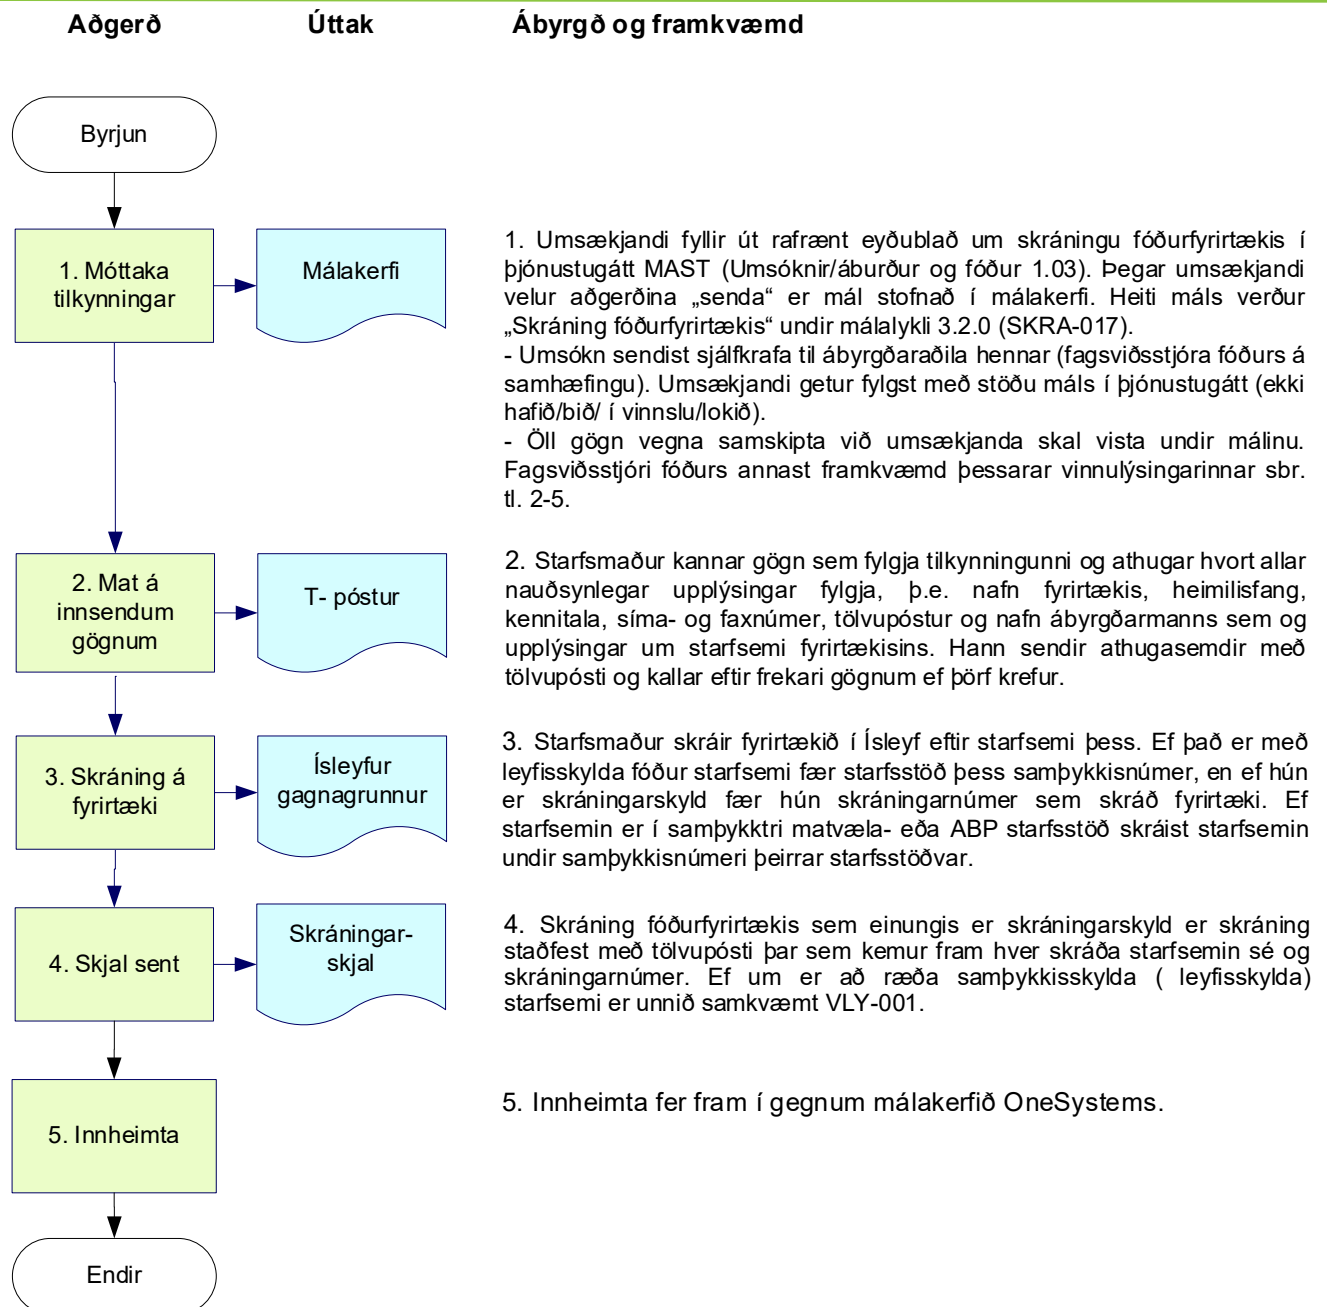 Aðgerð Úttak Ábyrgð og framkvæmd
Byrjun
1. Móttaka
tilkynningar
Málakerfi
1. Umsækjandi fyllir út rafrænt eyðublað um skráningu fóðurfyrirtækis í
þjónustugátt MAST (Umsóknir/áburður og fóður 1.03). Þegar umsækjandi
velur aðgerðina „senda“ er mál stofnað í málakerfi. Heiti máls verður
„Skráning fóðurfyrirtækis“ undir málalykli 3.2.0 (SKRA-017).
- Umsókn sendist sjálfkrafa til ábyrgðaraðila hennar (fagsviðsstjóra fóðurs á
samhæfingu). Umsækjandi getur fylgst með stöðu máls í þjónustugátt (ekki
hafið/bið/ í vinnslu/lokið).
- Öll gögn vegna samskipta við umsækjanda skal vista undir málinu.
Fagsviðsstjóri fóðurs annast framkvæmd þessarar vinnulýsingarinnar sbr.
tl. 2-5.
2. Mat á
innsendum
gögnum
T- póstur
2. Starfsmaður kannar gögn sem fylgja tilkynningunni og athugar hvort allar
nauðsynlegar upplýsingar fylgja, þ.e. nafn fyrirtækis, heimilisfang,
kennitala, síma- og faxnúmer, tölvupóstur og nafn ábyrgðarmanns sem og
upplýsingar um starfsemi fyrirtækisins. Hann sendir athugasemdir með
tölvupósti og kallar eftir frekari gögnum ef þörf krefur.
3. Skráning á
fyrirtæki
Ísleyfur
gagnagrunnur
3. Starfsmaður skráir fyrirtækið í Ísleyf eftir starfsemi þess. Ef það er með
leyfisskylda fóður starfsemi fær starfsstöð þess samþykkisnúmer, en ef hún
er skráningarskyld fær hún skráningarnúmer sem skráð fyrirtæki. Ef
starfsemin er í samþykktri matvæla- eða ABP starfsstöð skráist starfsemin
undir samþykkisnúmeri þeirrar starfsstöðvar.
4. Skjal sent
Skráningar-
skjal
4. Skráning fóðurfyrirtækis sem einungis er skráningarskyld er skráning
staðfest með tölvupósti þar sem kemur fram hver skráða starfsemin sé og
skráningarnúmer. Ef um er að ræða samþykkisskylda ( leyfisskylda)
starfsemi er unnið samkvæmt VLY-001.
5. Innheimta
5. Innheimta fer fram í gegnum málakerfið OneSystems.
Endir